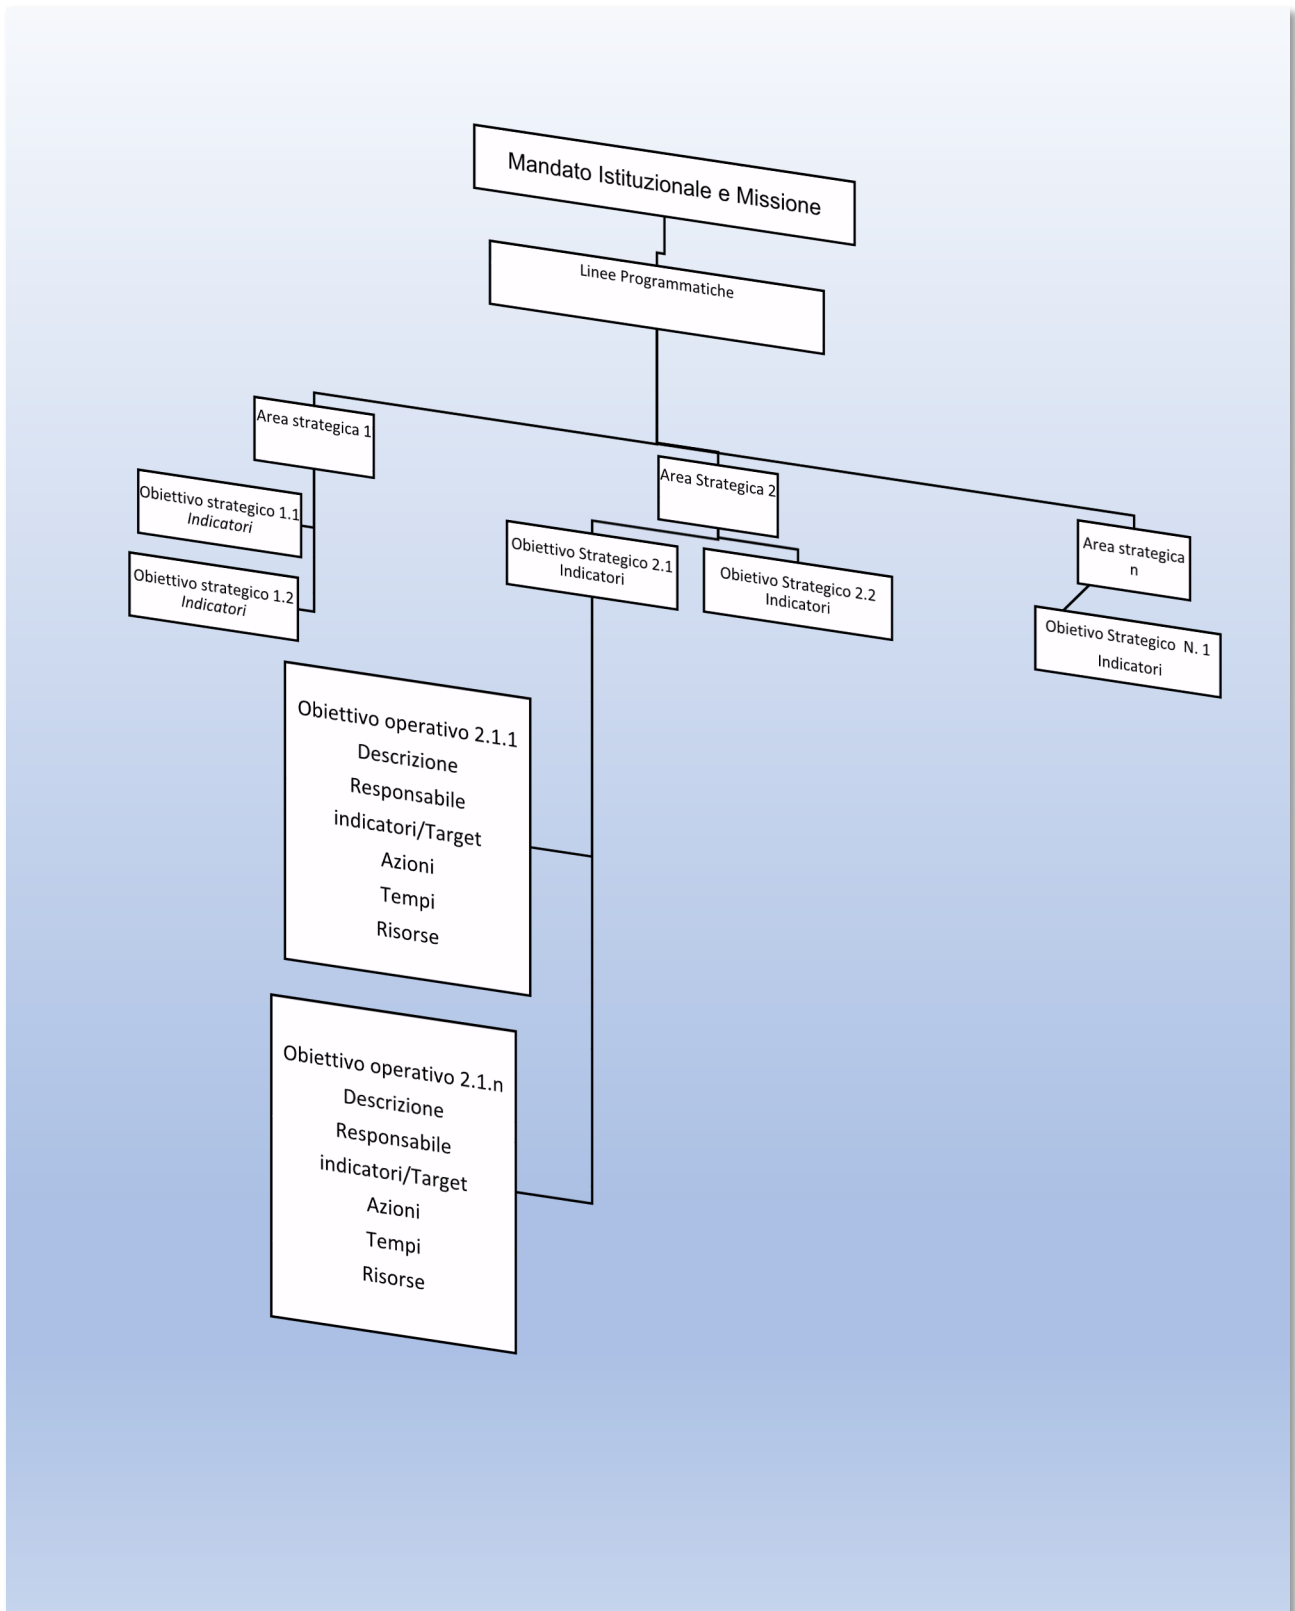 Mandato Istituzionale e Missione
Linee Programmatiche
Area strategica 1
Obiettivo strategico 1.1
Indicatori
Obiettivo strategico 1.2
Indicatori
Area Strategica 2
Obiettivo Strategico 2.1
Indicatori
Obietivo Strategico 2.2
Indicatori
Area strategica
n
Obietivo Strategico N. 1
Indicatori
Obiettivo operativo 2.1.1
Descrizione
Responsabile
indicatori/Target
Azioni
Tempi
Risorse
Obiettivo operativo 2.1.n
Descrizione
Responsabile
indicatori/Target
Azioni
Tempi
Risorse